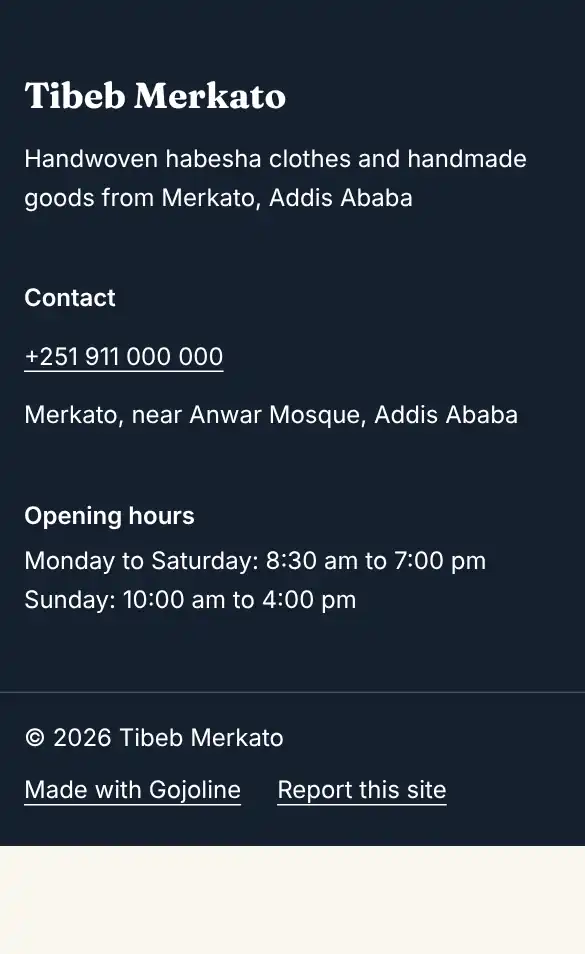 Tibeb Merkato
Handwoven habesha clothes and handmade
goods from Merkato, Addis Ababa
Contact
+251 911 000 000
Merkato, near Anwar Mosque, Addis Ababa
Opening hours
Monday to Saturday: 8:30 am to 7:00 pm
Sunday: 10:00 am to 4:00 pm
© 2026 Tibeb Merkato
Made with Gojoline Report this site